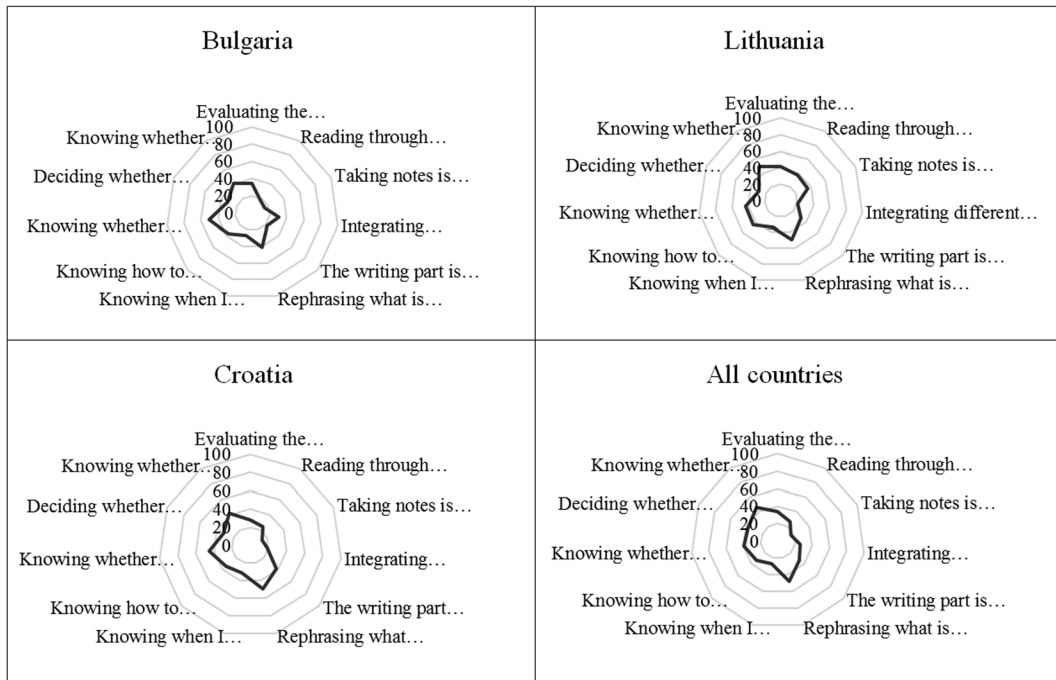 Bulgaria
Evaluating the…
100
Knowing whether…
Reading through…
80
60
Deciding whether…
Taking notes is…
40
20
0
Knowing whether…
Integrating…
Knowing how to…
The writing part is…
Knowing when I…
Rephrasing what is…
Lithuania
Evaluating the…
100
Knowing whether…
Reading through…
80
60
Deciding whether…
Taking notes is…
40
20
0
Knowing whether…
Integrating different…
Knowing how to…
The writing part is…
Knowing when I…
Rephrasing what is…
Croatia
Evaluating the…
100
Knowing whether…
Reading through…
80
60
Deciding whether…
Taking notes is…
40
20
0
Knowing whether…
Integrating…
Knowing how to…
The writing part…
Knowing when I…
Rephrasing what…
All countries
Evaluating the…
100
Knowing whether…
Reading through…
80
60
Deciding whether…
Taking notes is…
40
20
0
Knowing whether…
Integrating…
Knowing how to…
The writing part is…
Knowing when I…
Rephrasing what is…